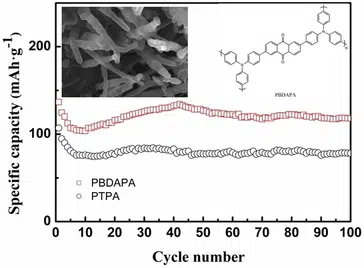 Specific capacity (mAh·g-1)
200
100
0
O
O
N
N
n
n
n
n
PBDAPA
PBDAPA
PTPA
0 10 20 30 40 50 60 70 80 90 100
Cycle number